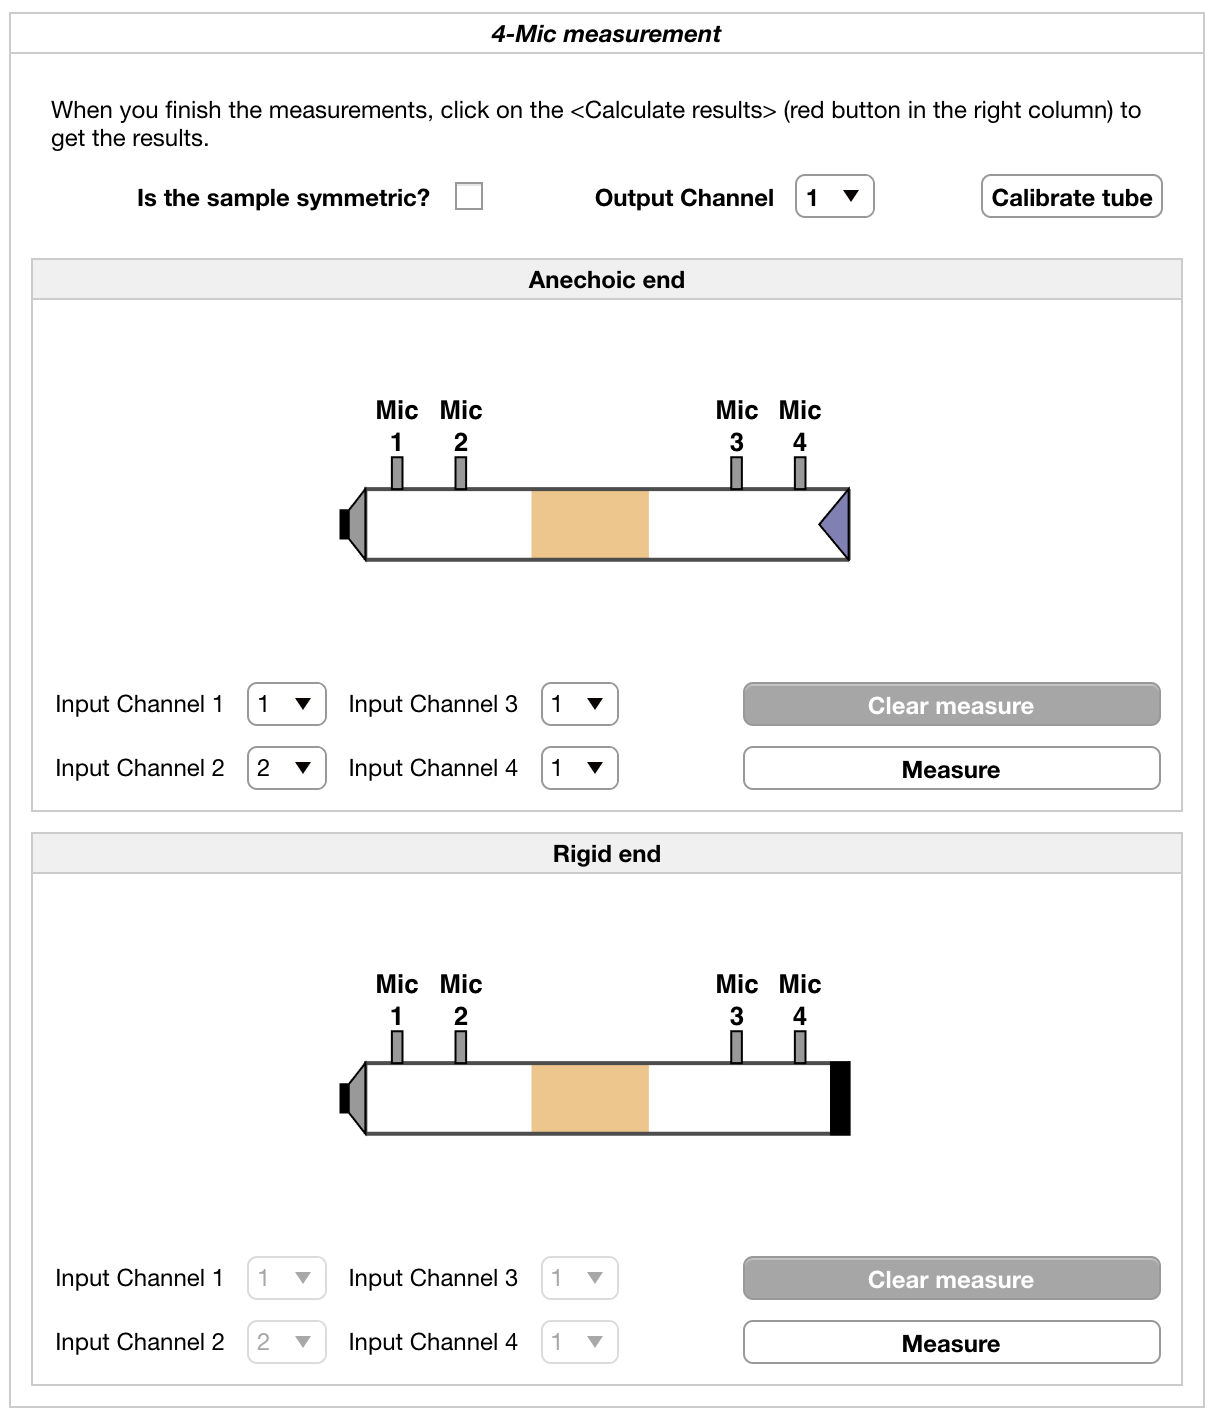 4-Mic measurement
When you finish the measurements, click on the <Calculate results> (red button in the right column) to
get the results.
Is the sample symmetric? Output Channel 1 Calibrate tube
Anechoic end
Mic Mic Mic Mic
1 2 3 4
Input Channel 1 1 Input Channel 3 1 Clear measure
Input Channel 2 2 Input Channel 4 1 Measure
Rigid end
Mic Mic Mic Mic
1 2 3 4
Input Channel 1 1 Input Channel 3 1 Clear measure
Input Channel 2 2 Input Channel 4 1 Measure